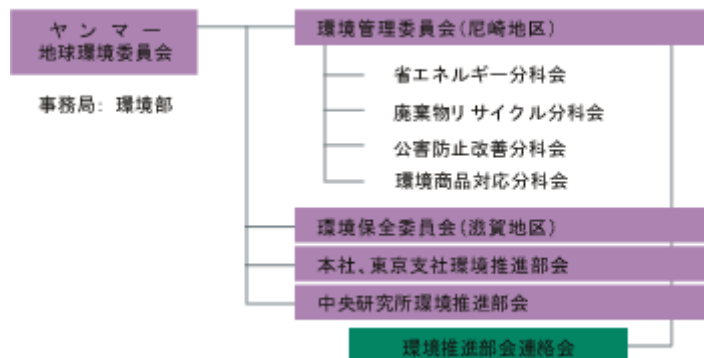 ヤンマー
地球環境委員会
事務局: 環境部
環境管理委員会(尼崎地区)
省エネルギー分科会
廃棄物リサイクル分科会
公害防止改善分科会
環境商品対応分科会
環境保全委員会(滋賀地区)
本社、東京支社環境推進部会
中央研究所環境推進部会
環境推進部会連絡会